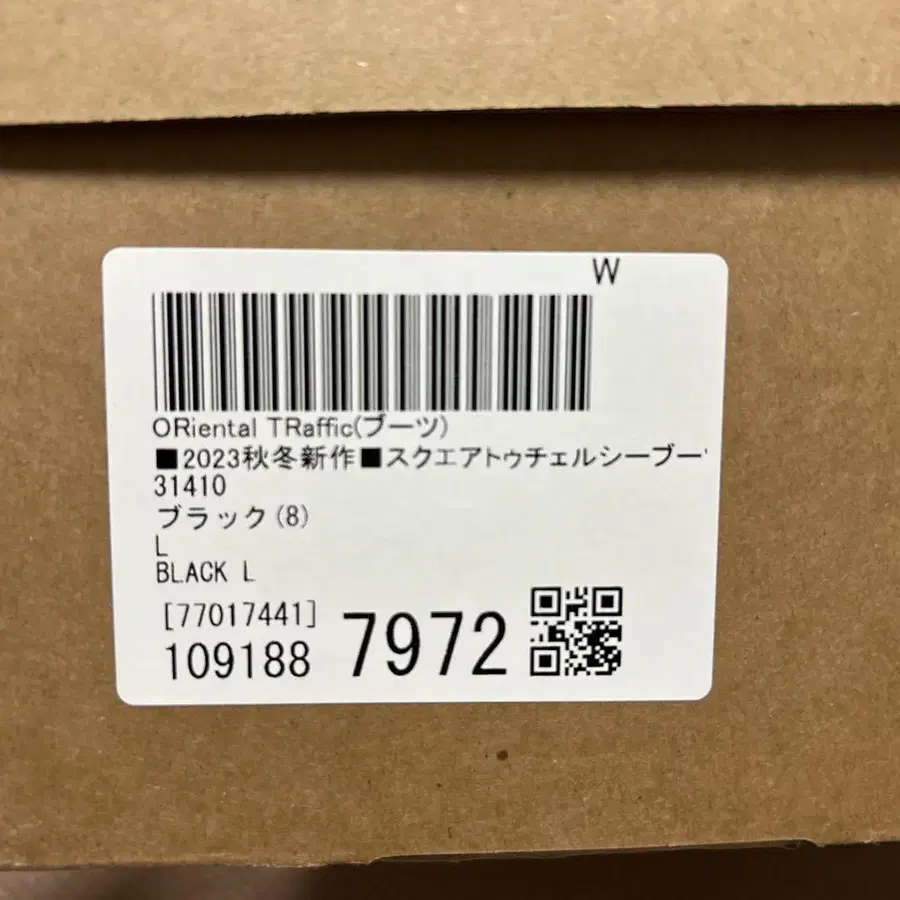 W
ORiental TRaffic(ブーツ)
■2023秋冬新作■スクエアトゥチェルシーブー
31410
ブラック(8)
L
BLACK L
[77017441]
109188 7972